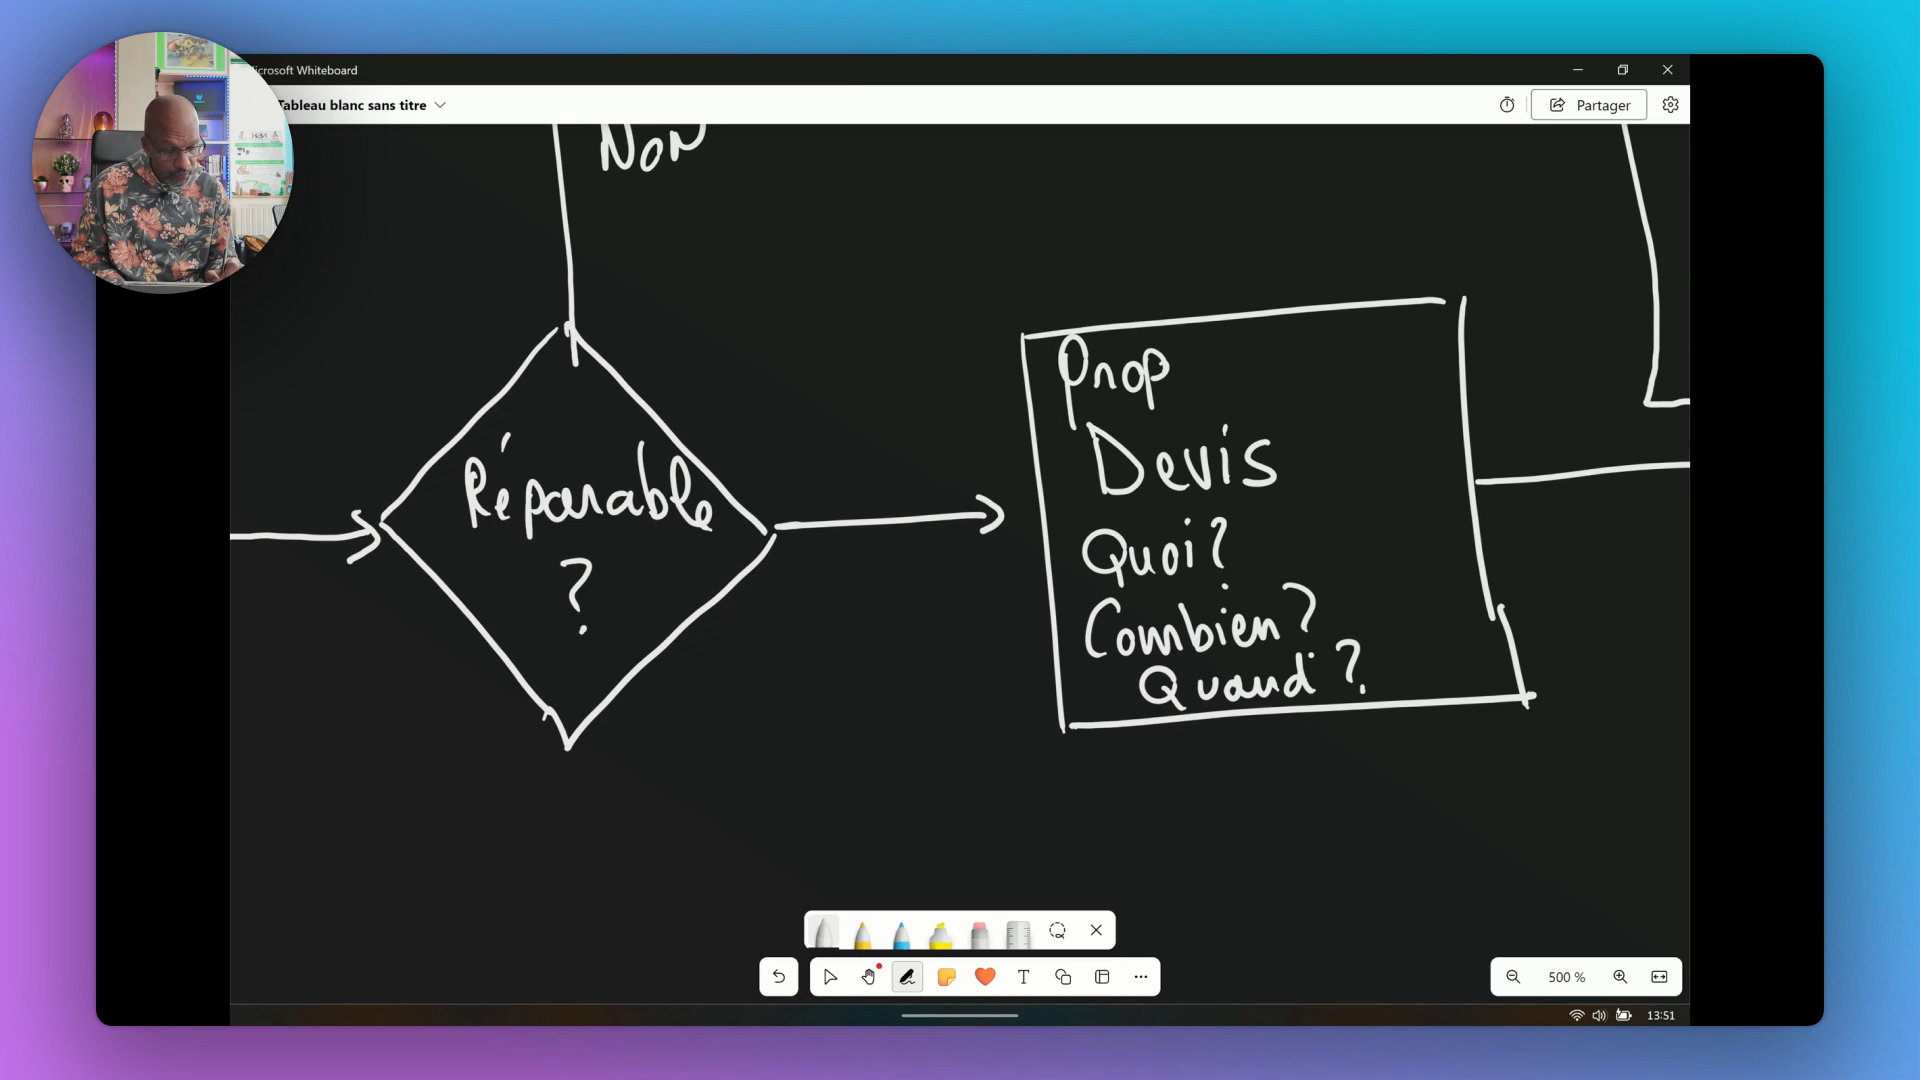 Microsoft Whiteboard
Tableau blanc sans titre
Partager
Non
Réparable
?
Prop
Devis
Quoi?
Combien?
Quand?
500 %
13:51